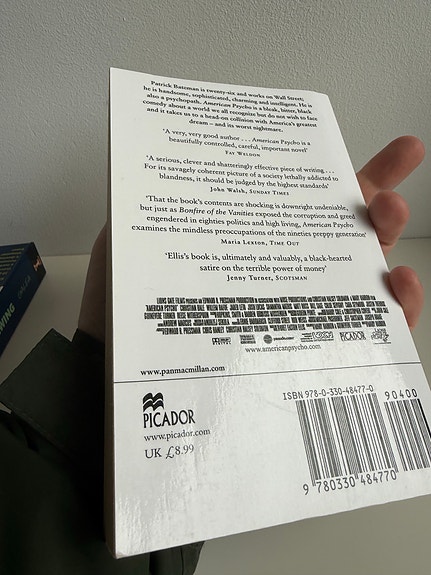 Patrick Bateman is twenty-six and works on Wall Street;
he is handsome, sophisticated, charming and intelligent. He is
also a psychopath. American Psycho is a bleak, bitter, black
comedy about a world we all recognize but do not wish to face
and it takes us to a head-on collision with America's greatest
dream – and its worst nightmare.
'A very, very good author . . . American Psycho is a
beautifully controlled, careful, important novel'
FAY WELDON
'A serious, clever and shatteringly effective piece of writing . . .
For its savagely coherent picture of a society lethally addicted to
blandness, it should be judged by the highest standards'
John Walsh, SUNDAY TIMES
'That the book's contents are shocking is downright undeniable,
but just as Bonfire of the Vanities exposed the corruption and greed
engendered in eighties politics and high living, American Psycho
examines the mindless preoccupations of the nineties preppy generation'
Maria Lexton, TIME OUT
'Ellis's book is, ultimately and valuably, a black-hearted
satire on the terrible power of money'
Jenny Turner, SCOTSMAN
www.americanpsycho.com
www.panmacmillan.com
PICADOR
www.picador.com
UK £8.99
ISBN 978-0-330-48477-0
90400
9 780330 484770
WING